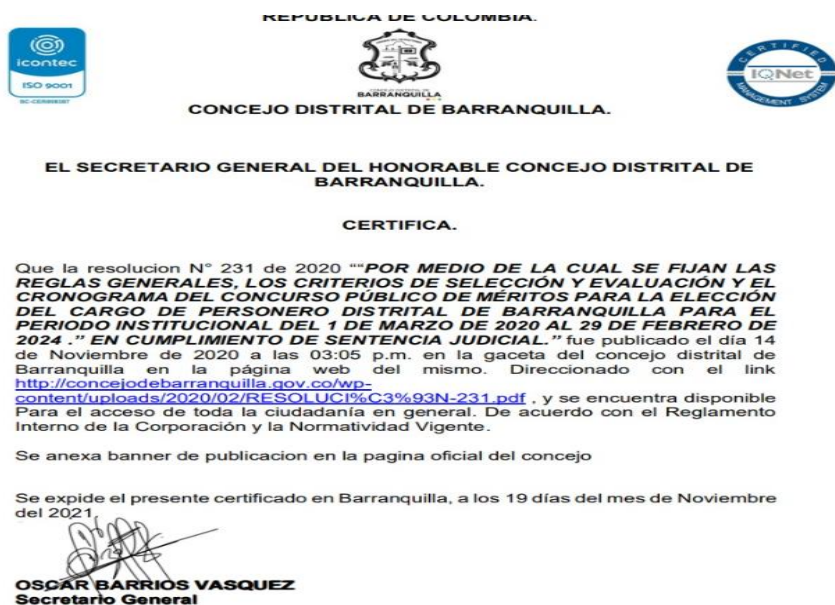 REPUBLICA DE COLOMBIA.
icontec
ISO 9001
CERTIFIED
IQNet
MANAGEMENT SYSTEM
BARRANQUILLA
CONCEJO DISTRITAL DE BARRANQUILLA.
EL SECRETARIO GENERAL DEL HONORABLE CONCEJO DISTRITAL DE
BARRANQUILLA.
CERTIFICA.
Que la resolucion N° 231 de 2020 ““POR MEDIO DE LA CUAL SE FIJAN LAS
REGLAS GENERALES, LOS CRITERIOS DE SELECCIÓN Y EVALUACIÓN Y EL
CRONOGRAMA DEL CONCURSO PÚBLICO DE MÉRITOS PARA LA ELECCIÓN
DEL CARGO DE PERSONERO DISTRITAL DE BARRANQUILLA PARA EL
PERIODO INSTITUCIONAL DEL 1 DE MARZO DE 2020 AL 29 DE FEBRERO DE
2024 .” EN CUMPLIMIENTO DE SENTENCIA JUDICIAL.” fue publicado el día 14
de Noviembre de 2020 a las 03:05 p.m. en la gaceta del concejo distrital de
Barranquilla en la página web del mismo. Direccionado con el link
http://concejodebarranquilla.gov.co/wp-
content/uploads/2020/02/RESOLUCI%C3%93N-231.pdf , y se encuentra disponible
Para el acceso de toda la ciudadanía en general. De acuerdo con el Reglamento
Interno de la Corporación y la Normatividad Vigente.
Se anexa banner de publicacion en la pagina oficial del concejo
Se expide el presente certificado en Barranquilla, a los 19 días del mes de Noviembre
del 2021.
OSCAR BARRIOS VASQUEZ
Secretario General